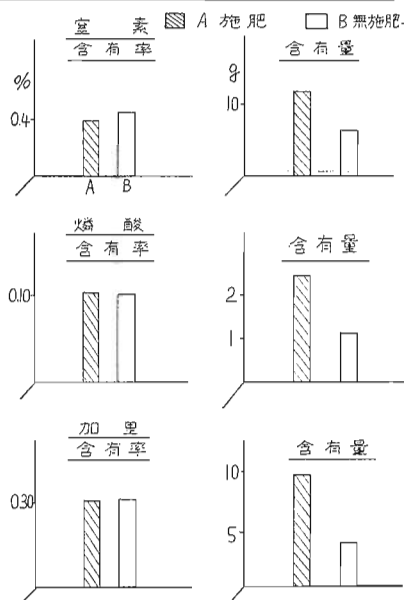 窒素 A 施肥 B 無施肥
含有率 含有量
% g
0.4 10
A B
燐酸
含有率 含有量
0.10 2
1
加里
含有率 含有量
0.30 10
5